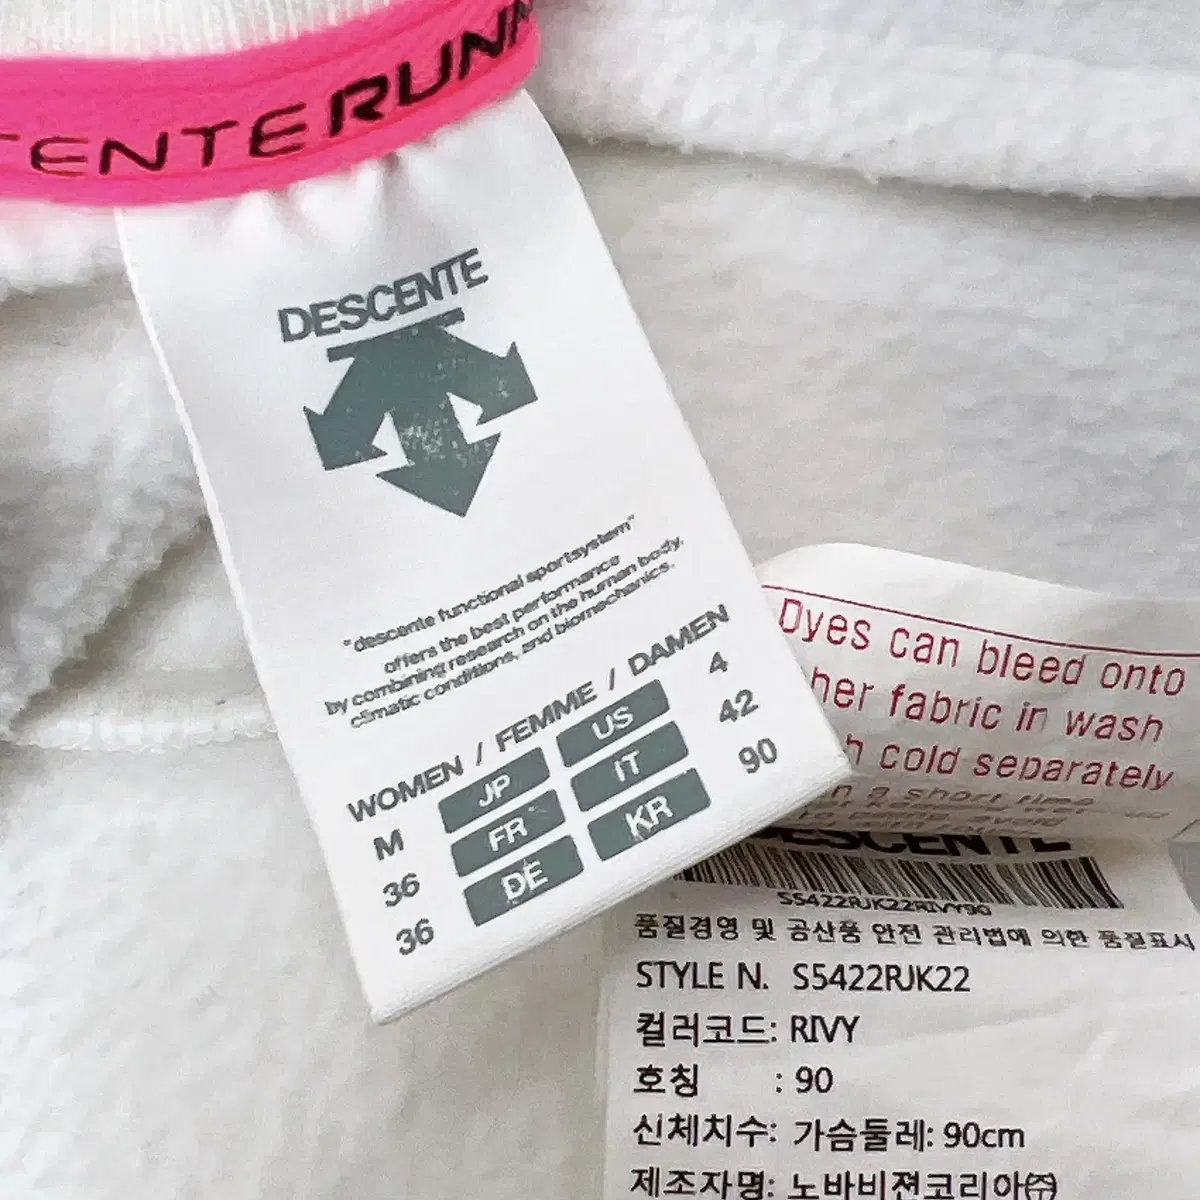 CENTERUNN
DESCENTE
"descente functional sportsystem"
offers the best performance
by combining research on the human body,
climatic conditions, and biomechanics.
WOMEN / FEMME / DAMEN
M JP US 4
36 FR IT 42
36 DE KR 90
Dyes can bleed onto
her fabric in wash
h cold separately
n a short time
DESCENTE
S5422RJK22RIVY90
품질경영 및 공산품 안전 관리법에 의한 품질표시
STYLE N. S5422RJK22
컬러코드: RIVY
호칭 : 90
신체치수: 가슴둘레: 90cm
제조자명: 노바비젼코리아㈜